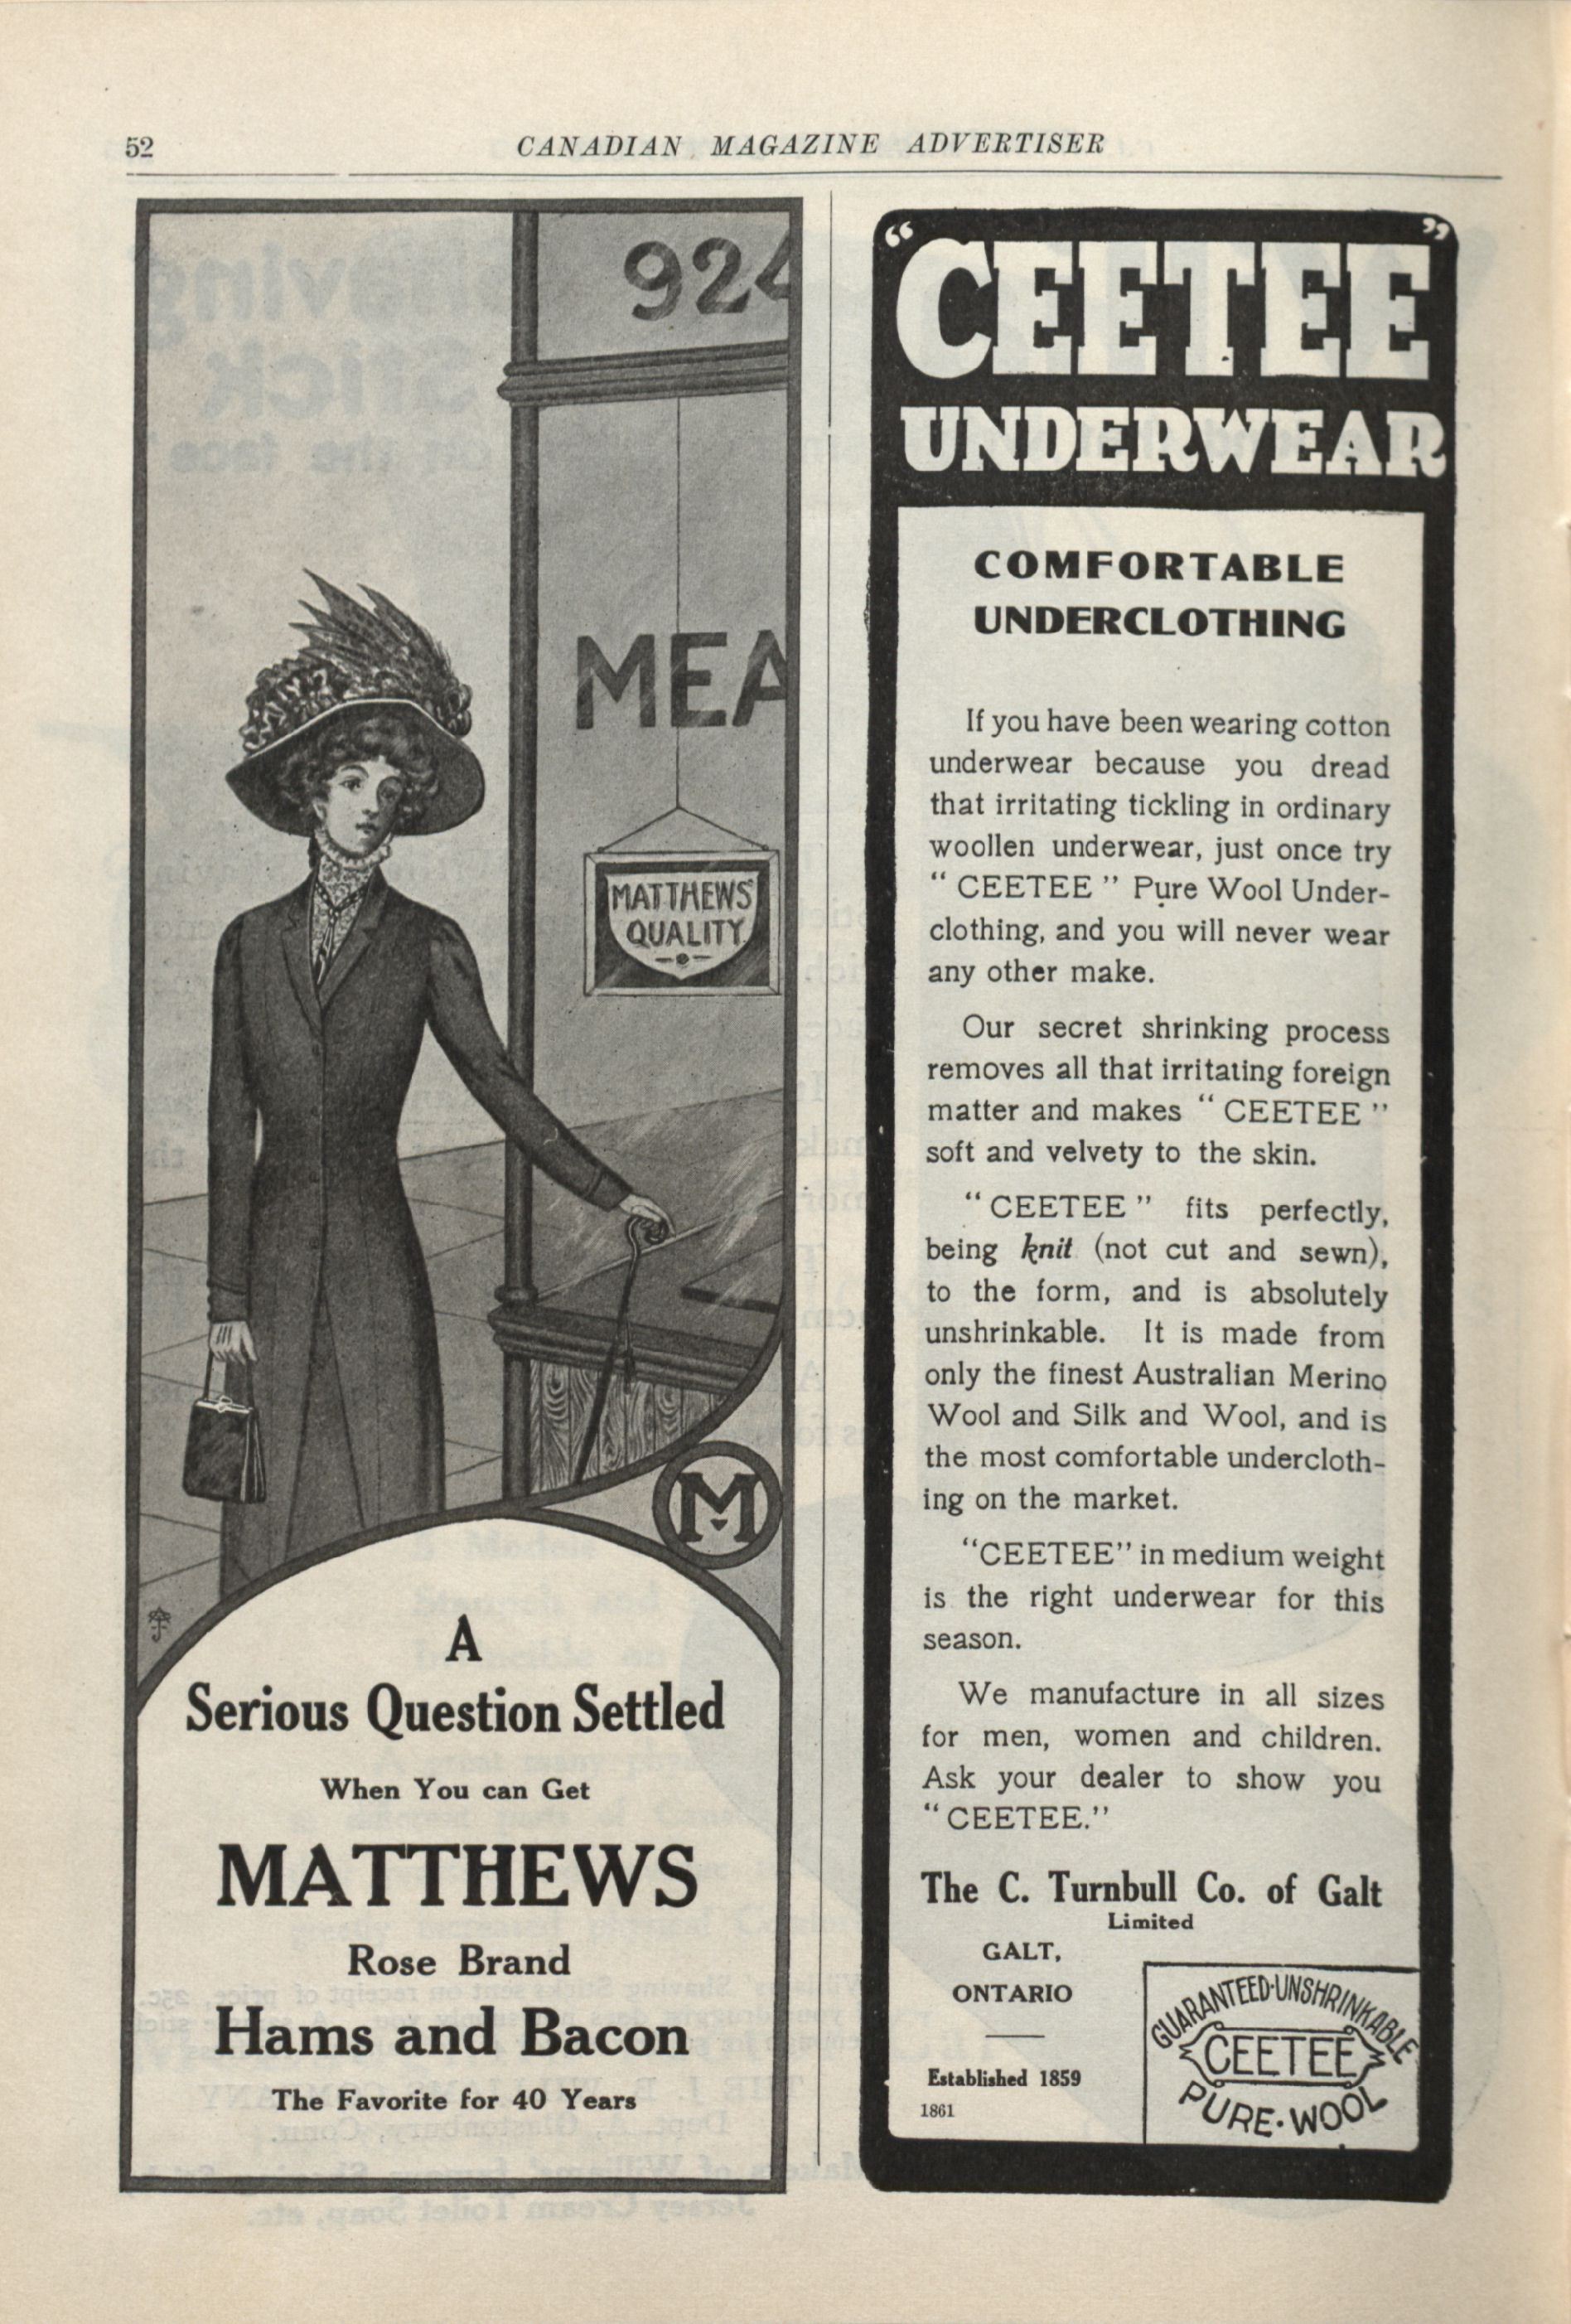 52
CANADIAN MAGAZINE ADVERTISER
924
MEA
MATTHEWS'
QUALITY
M
A
Serious Question Settled
When You can Get
MATTHEWS
Rose Brand
Hams and Bacon
The Favorite for 40 Years
“CEETEE”
UNDERWEAR
COMFORTABLE
UNDERCLOTHING
If you have been wearing cotton
underwear because you dread
that irritating tickling in ordinary
woollen underwear, just once try
“ CEETEE ” Pure Wool Under-
clothing, and you will never wear
any other make.
Our secret shrinking process
removes all that irritating foreign
matter and makes “ CEETEE ”
soft and velvety to the skin.
“ CEETEE ” fits perfectly,
being knit (not cut and sewn),
to the form, and is absolutely
unshrinkable. It is made from
only the finest Australian Merino
Wool and Silk and Wool, and is
the most comfortable undercloth-
ing on the market.
“CEETEE” in medium weight
is the right underwear for this
season.
We manufacture in all sizes
for men, women and children.
Ask your dealer to show you
“ CEETEE.”
The C. Turnbull Co. of Galt
Limited
GALT,
ONTARIO
Established 1859
1861
GUARANTEED·UNSHRINKABLE
CEETEE
PURE·WOOL